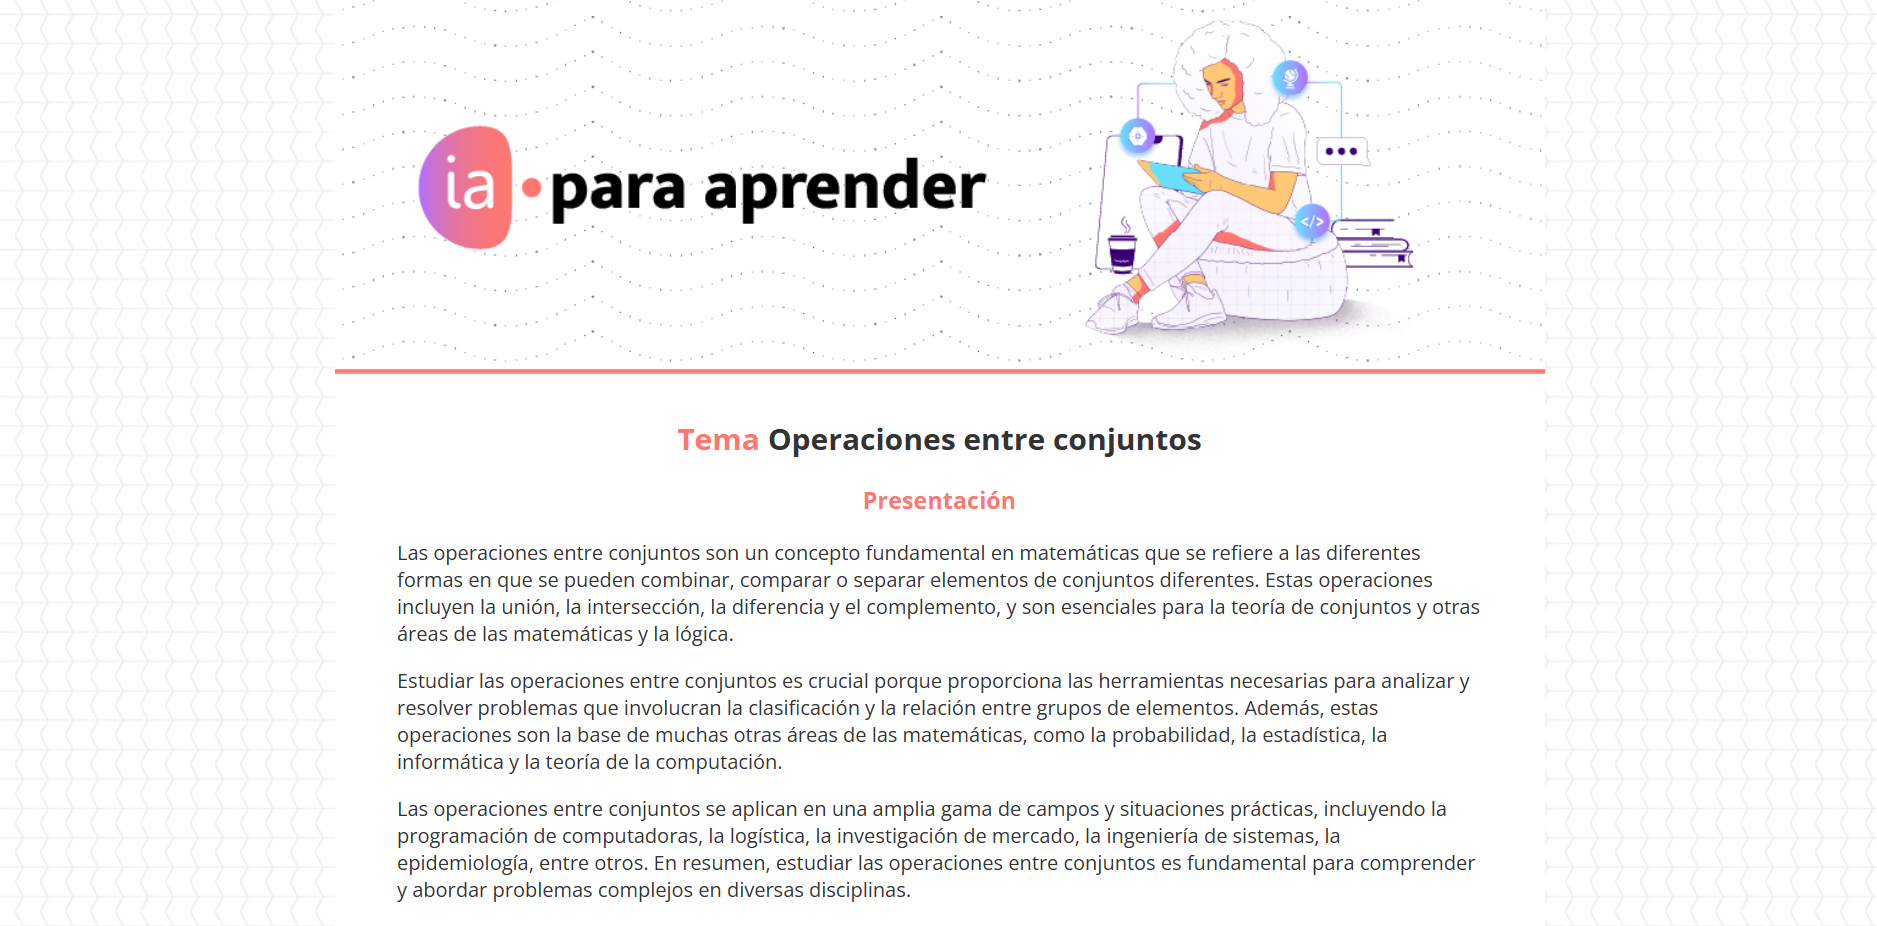 ia • para aprender
</>
Tema Operaciones entre conjuntos
Presentación
Las operaciones entre conjuntos son un concepto fundamental en matemáticas que se refiere a las diferentes
formas en que se pueden combinar, comparar o separar elementos de conjuntos diferentes. Estas operaciones
incluyen la unión, la intersección, la diferencia y el complemento, y son esenciales para la teoría de conjuntos y otras
áreas de las matemáticas y la lógica.
Estudiar las operaciones entre conjuntos es crucial porque proporciona las herramientas necesarias para analizar y
resolver problemas que involucran la clasificación y la relación entre grupos de elementos. Además, estas
operaciones son la base de muchas otras áreas de las matemáticas, como la probabilidad, la estadística, la
informática y la teoría de la computación.
Las operaciones entre conjuntos se aplican en una amplia gama de campos y situaciones prácticas, incluyendo la
programación de computadoras, la logística, la investigación de mercado, la ingeniería de sistemas, la
epidemiología, entre otros. En resumen, estudiar las operaciones entre conjuntos es fundamental para comprender
y abordar problemas complejos en diversas disciplinas.